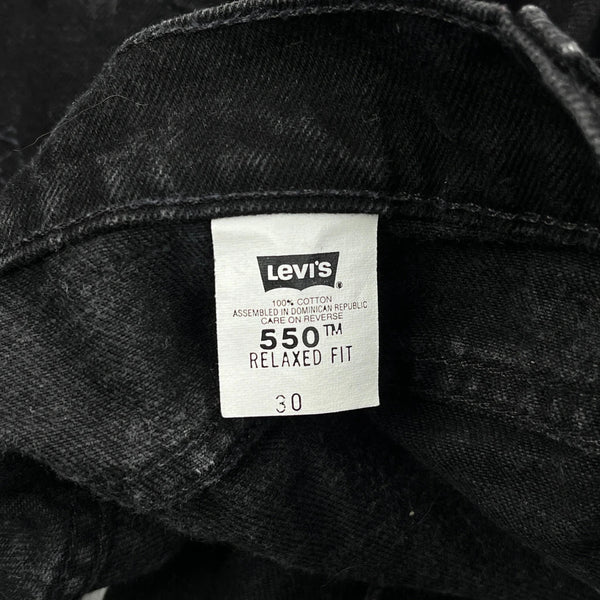 Levi's®
100% COTTON
ASSEMBLED IN DOMINICAN REPUBLIC
CARE ON REVERSE
550™
RELAXED FIT
30